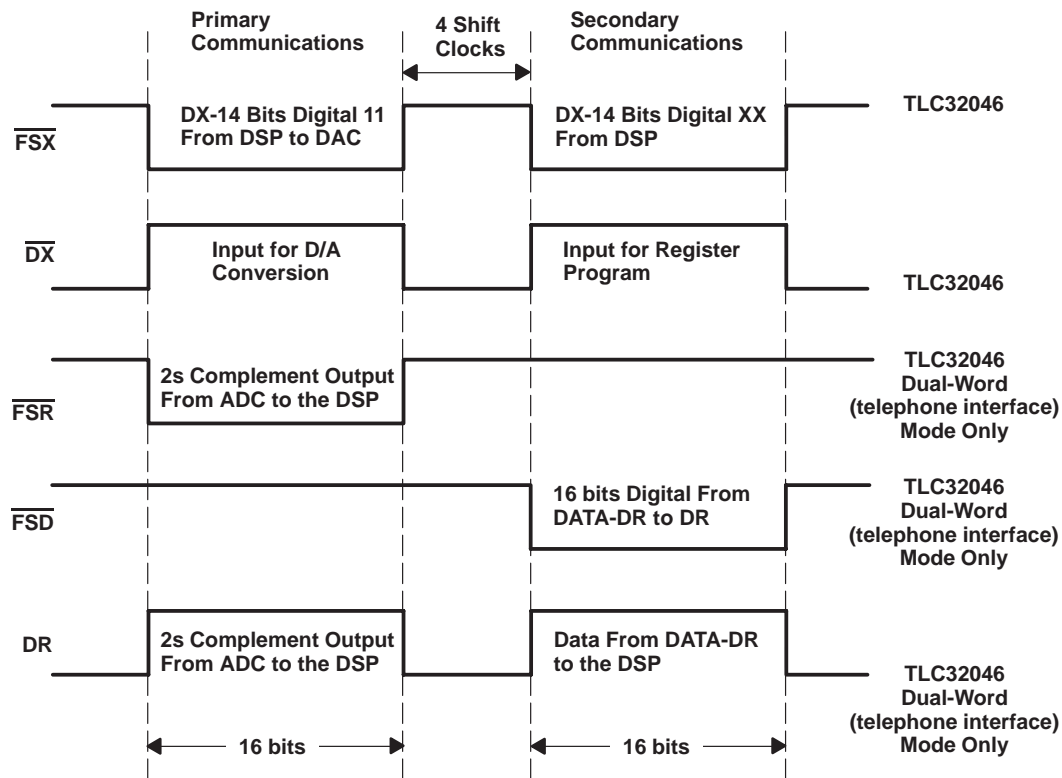 Primary
Communications
4 Shift
Clocks
Secondary
Communications
FSX
DX-14 Bits Digital 11
From DSP to DAC
DX-14 Bits Digital XX
From DSP
TLC32046
DX
Input for D/A
Conversion
Input for Register
Program
TLC32046
FSR
2s Complement Output
From ADC to the DSP
TLC32046
Dual-Word
(telephone interface)
Mode Only
FSD
16 bits Digital From
DATA-DR to DR
TLC32046
Dual-Word
(telephone interface)
Mode Only
DR
2s Complement Output
From ADC to the DSP
Data From DATA-DR
to the DSP
TLC32046
Dual-Word
(telephone interface)
Mode Only
16 bits
16 bits